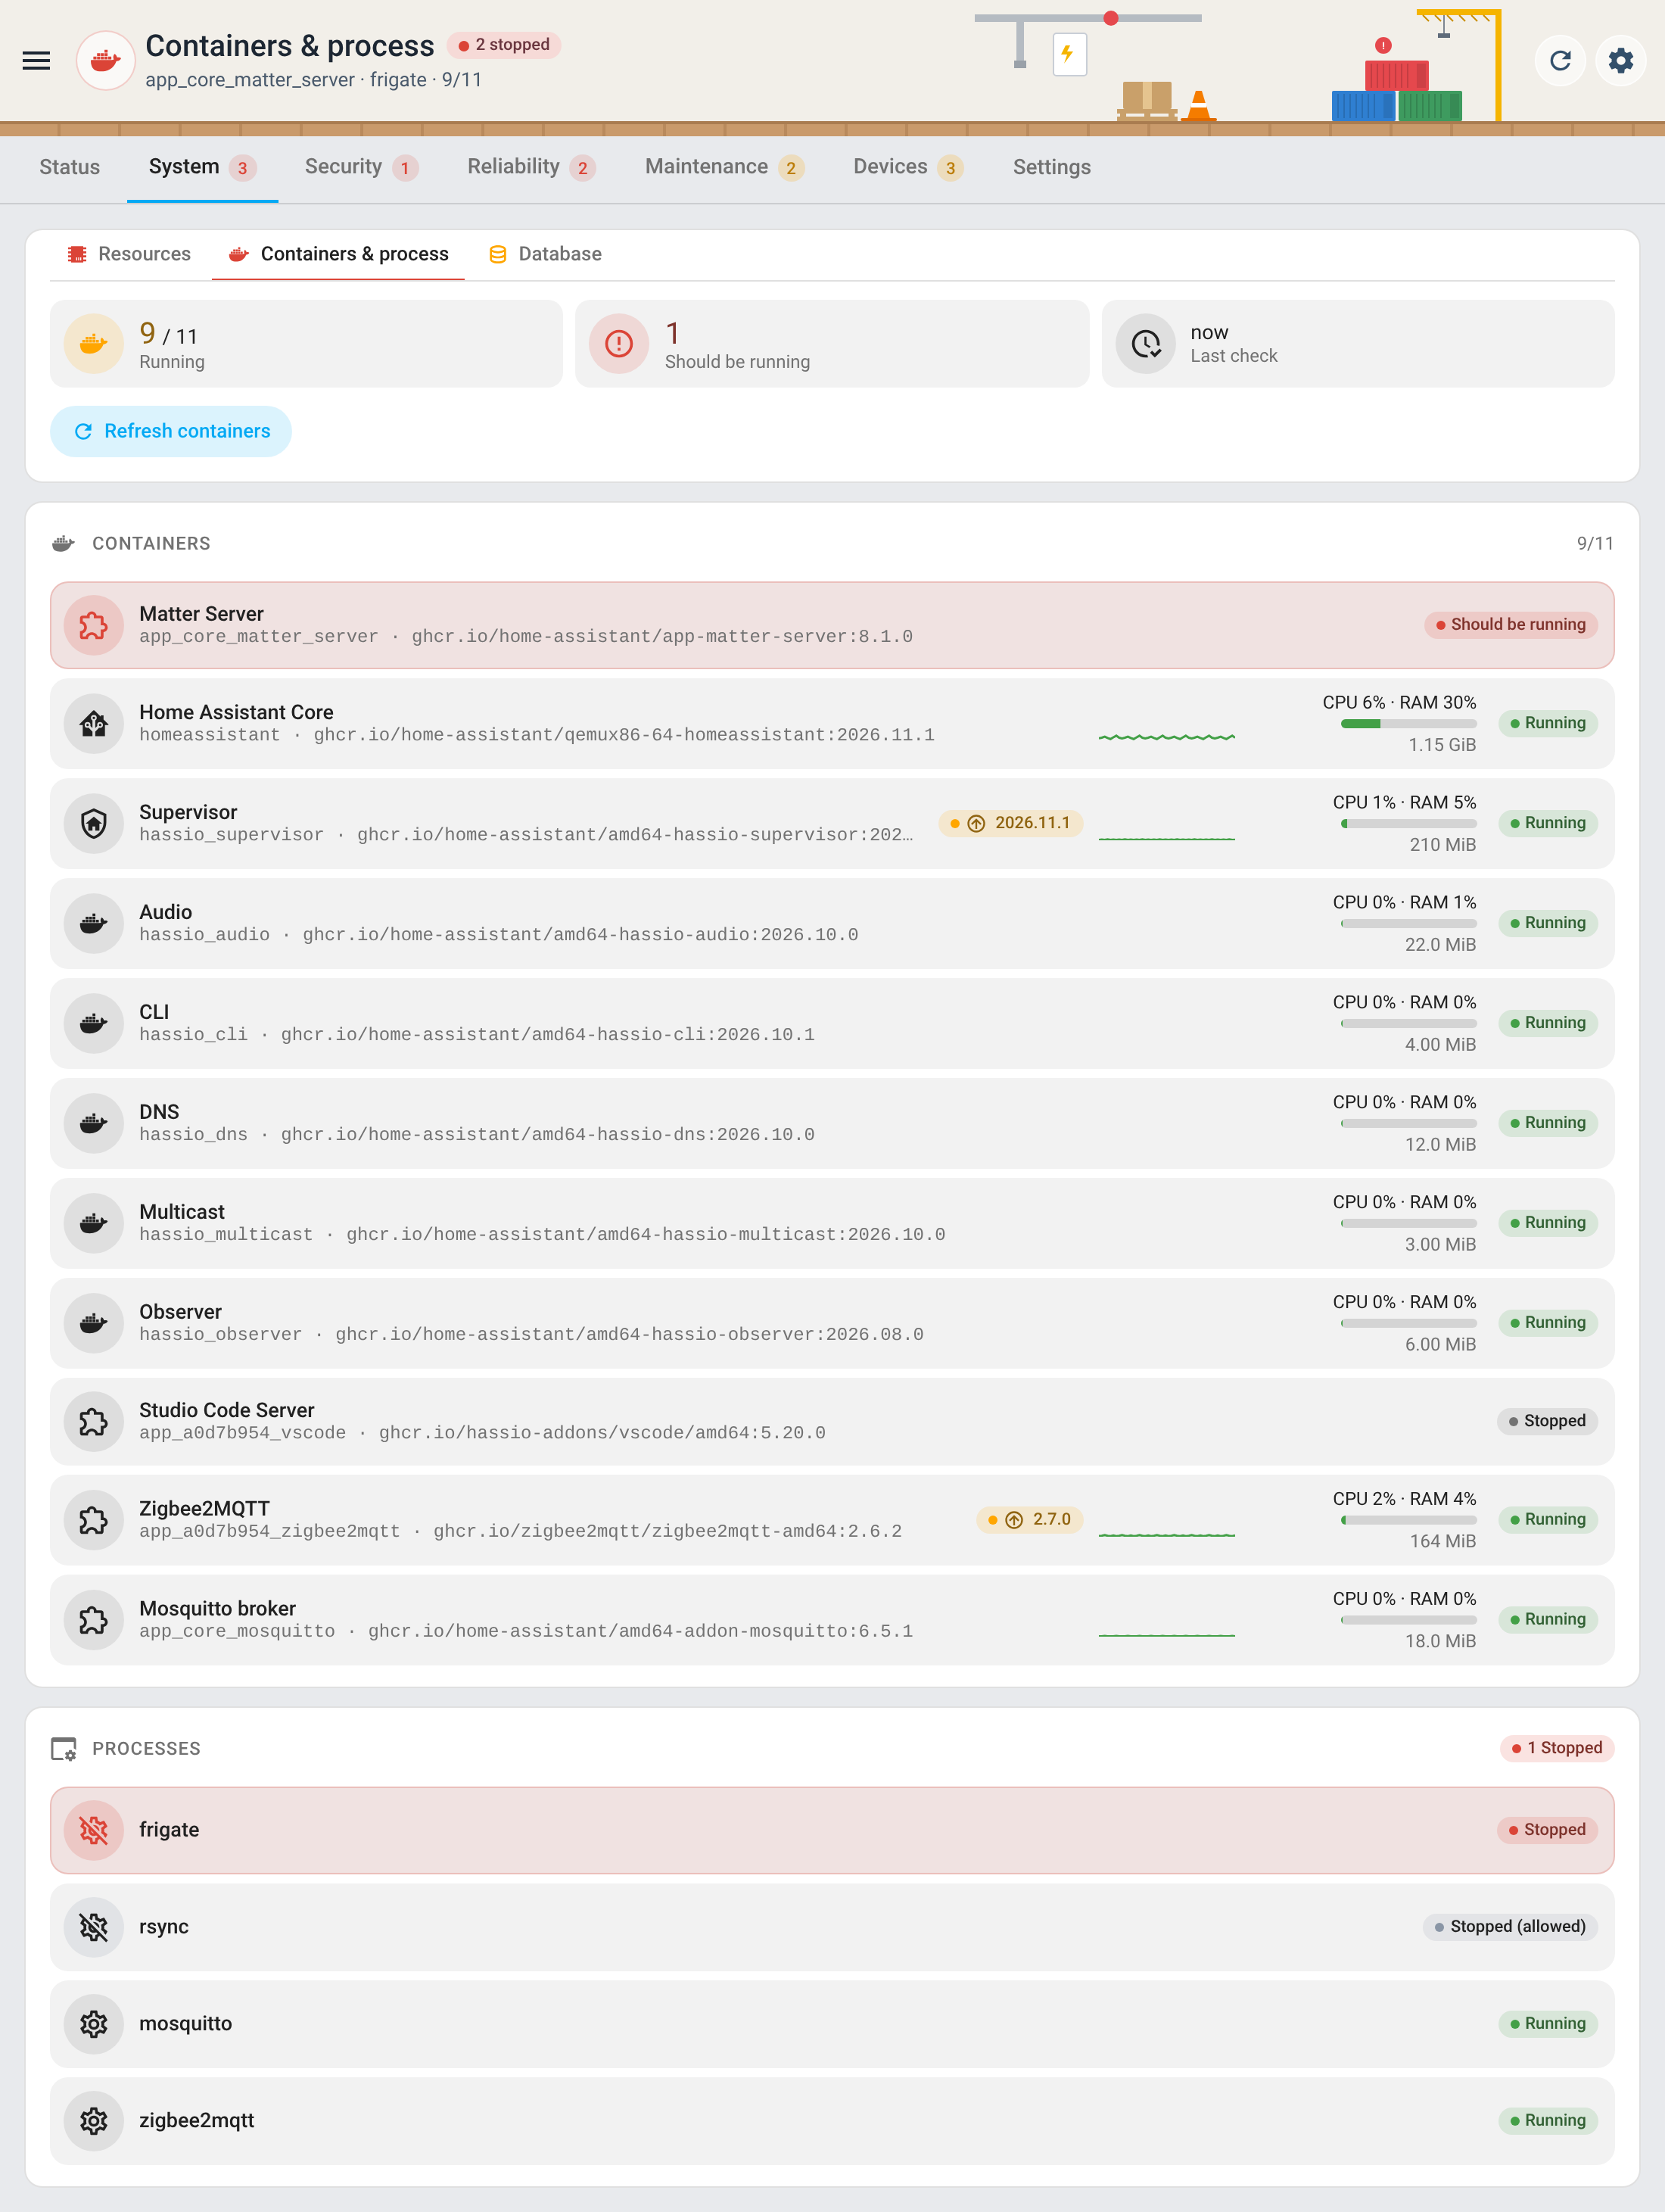 Containers & process
2 stopped
app_core_matter_server · frigate · 9/11
Status
System 3
Security 1
Reliability 2
Maintenance 2
Devices 3
Settings
Resources
Containers & process
Database
9 / 11
Running
1
Should be running
now
Last check
Refresh containers
CONTAINERS
9/11
Matter Server
app_core_matter_server · ghcr.io/home-assistant/app-matter-server:8.1.0
Should be running
Home Assistant Core
homeassistant · ghcr.io/home-assistant/qemux86-64-homeassistant:2026.11.1
CPU 6% · RAM 30%
1.15 GiB
Running
Supervisor
hassio_supervisor · ghcr.io/home-assistant/amd64-hassio-supervisor:202…
2026.11.1
CPU 1% · RAM 5%
210 MiB
Running
Audio
hassio_audio · ghcr.io/home-assistant/amd64-hassio-audio:2026.10.0
CPU 0% · RAM 1%
22.0 MiB
Running
CLI
hassio_cli · ghcr.io/home-assistant/amd64-hassio-cli:2026.10.1
CPU 0% · RAM 0%
4.00 MiB
Running
DNS
hassio_dns · ghcr.io/home-assistant/amd64-hassio-dns:2026.10.0
CPU 0% · RAM 0%
12.0 MiB
Running
Multicast
hassio_multicast · ghcr.io/home-assistant/amd64-hassio-multicast:2026.10.0
CPU 0% · RAM 0%
3.00 MiB
Running
Observer
hassio_observer · ghcr.io/home-assistant/amd64-hassio-observer:2026.08.0
CPU 0% · RAM 0%
6.00 MiB
Running
Studio Code Server
app_a0d7b954_vscode · ghcr.io/hassio-addons/vscode/amd64:5.20.0
Stopped
Zigbee2MQTT
app_a0d7b954_zigbee2mqtt · ghcr.io/zigbee2mqtt/zigbee2mqtt-amd64:2.6.2
2.7.0
CPU 2% · RAM 4%
164 MiB
Running
Mosquitto broker
app_core_mosquitto · ghcr.io/home-assistant/amd64-addon-mosquitto:6.5.1
CPU 0% · RAM 0%
18.0 MiB
Running
PROCESSES
1 Stopped
frigate
Stopped
rsync
Stopped (allowed)
mosquitto
Running
zigbee2mqtt
Running